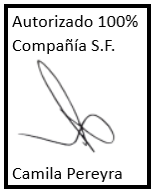 Autorizado 100%
Compañía S.F.
Camila Pereyra